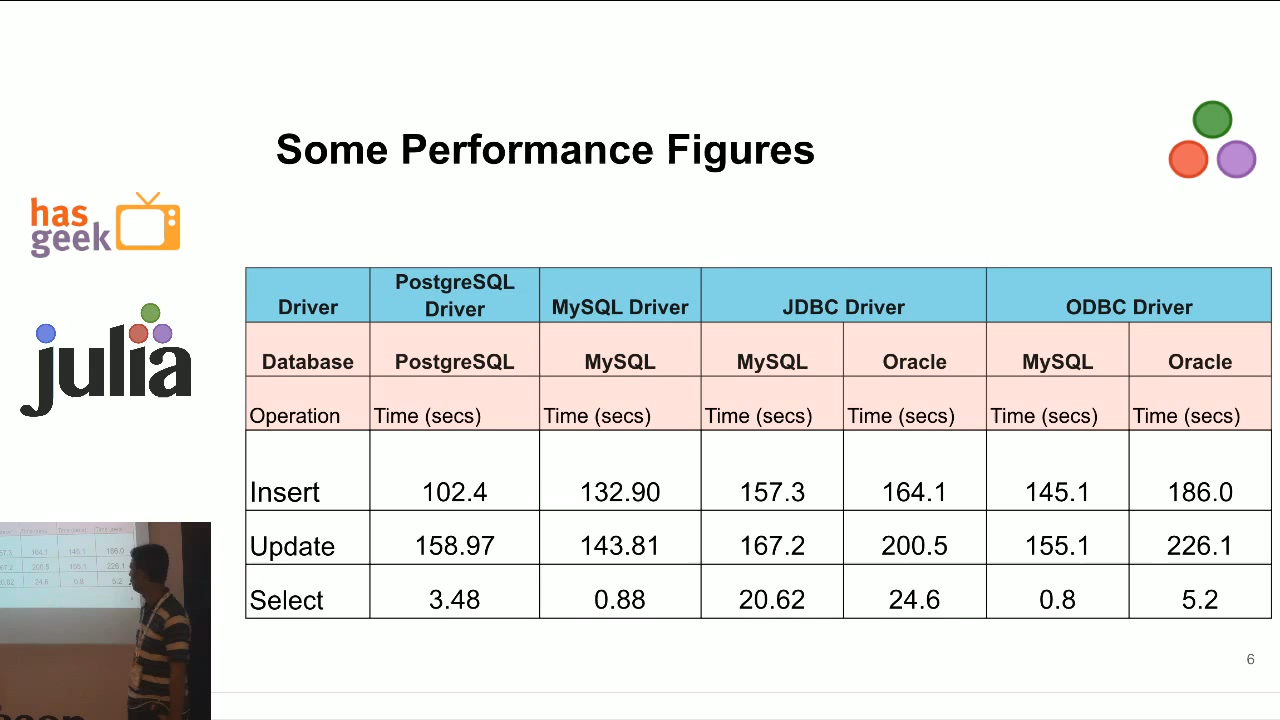 Some Performance Figures
has
geek
julia
Driver PostgreSQL Driver MySQL Driver JDBC Driver ODBC Driver
Database PostgreSQL MySQL MySQL Oracle MySQL Oracle
Operation Time (secs) Time (secs) Time (secs) Time (secs) Time (secs) Time (secs)
Insert 102.4 132.90 157.3 164.1 145.1 186.0
Update 158.97 143.81 167.2 200.5 155.1 226.1
Select 3.48 0.88 20.62 24.6 0.8 5.2
6